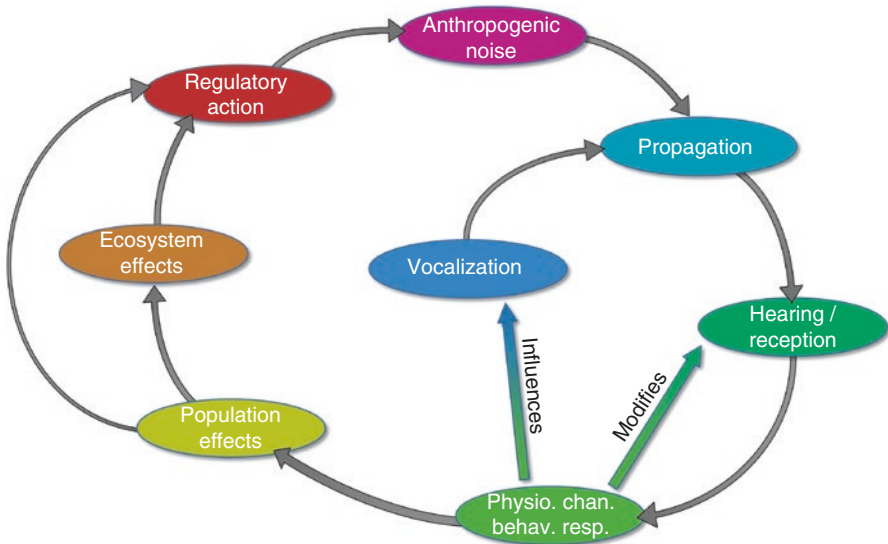 Anthropogenic
noise
Regulatory
action
Propagation
Ecosystem
effects
Vocalization
Hearing /
reception
Influences
Modifies
Population
effects
Physio. chan.
behav. resp.